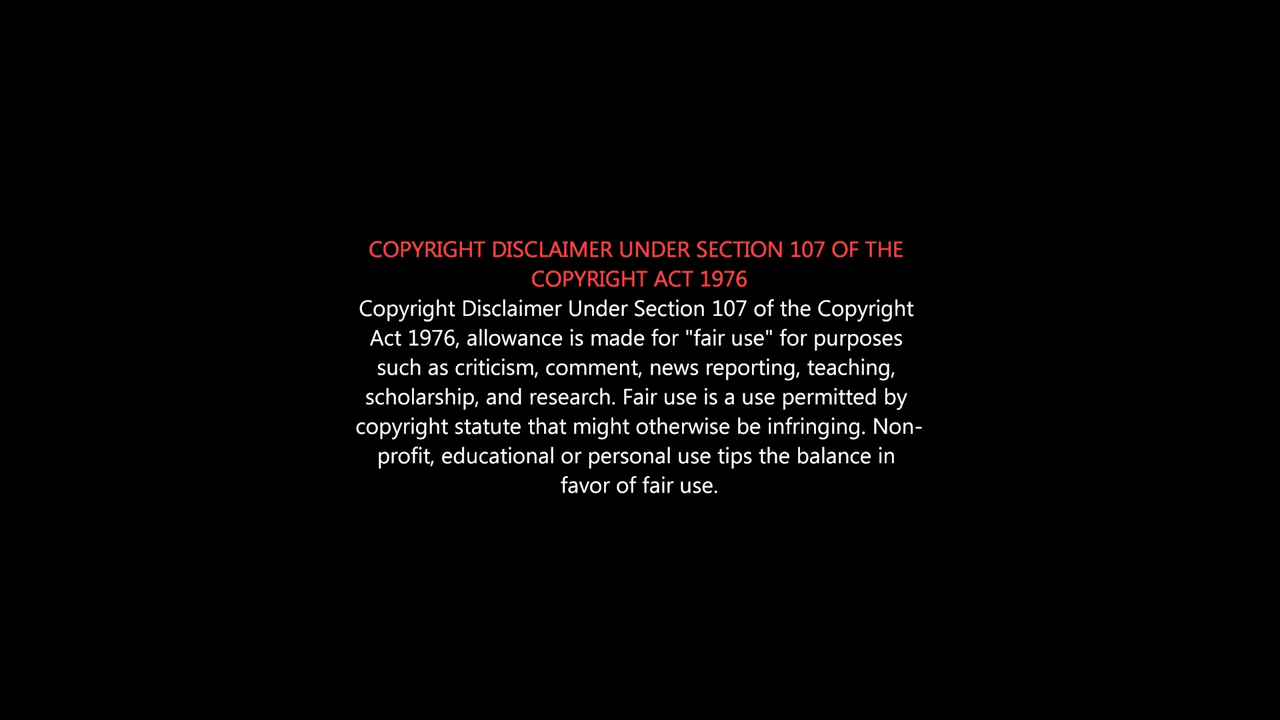 COPYRIGHT DISCLAIMER UNDER SECTION 107 OF THE
COPYRIGHT ACT 1976
Copyright Disclaimer Under Section 107 of the Copyright
Act 1976, allowance is made for "fair use" for purposes
such as criticism, comment, news reporting, teaching,
scholarship, and research. Fair use is a use permitted by
copyright statute that might otherwise be infringing. Non-
profit, educational or personal use tips the balance in
favor of fair use.